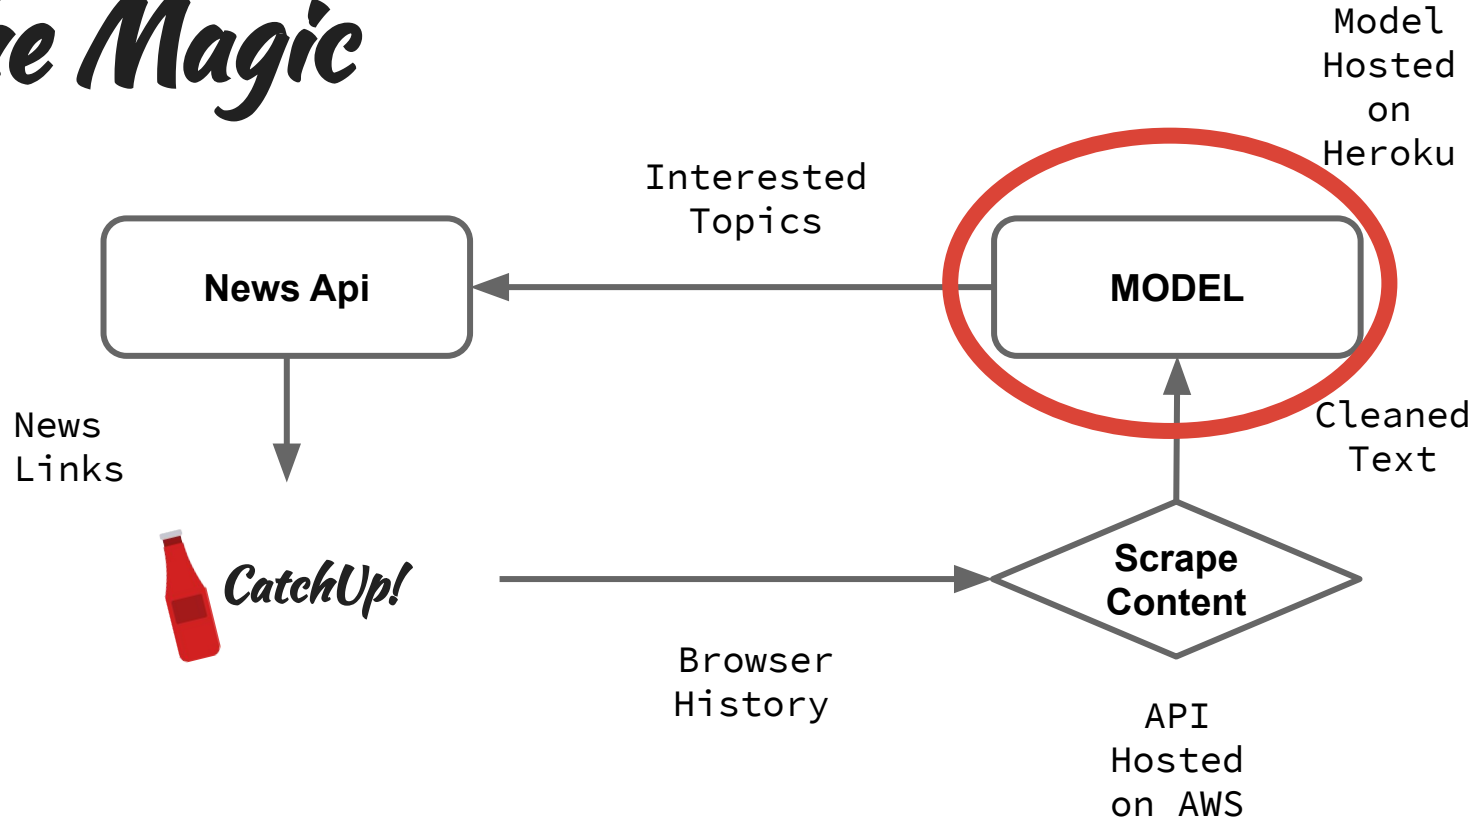 Magic
Model
Hosted
on
Heroku
Interested
Topics
News Api
MODEL
News
Links
Cleaned
Text
CatchUp!
Scrape
Content
Browser
History
API
Hosted
on AWS